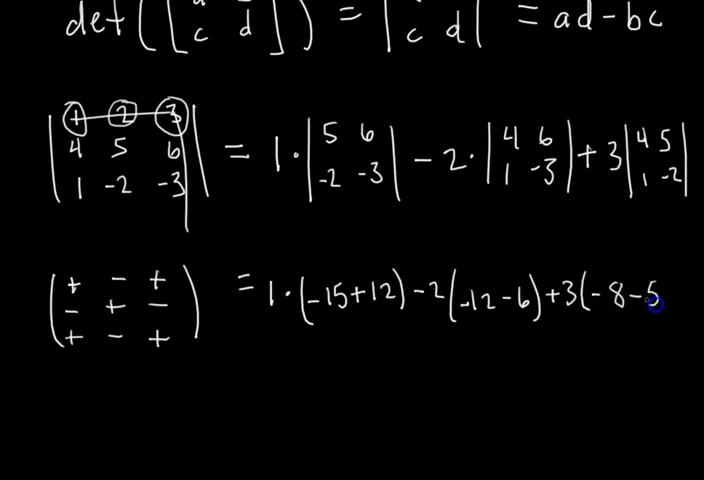 det([ a c d ]) = | c d | = ad-bc
| 1 2 3 | = 1· | 5 6 | - 2· | 4 6 | + 3 | 4 5 |
| 4 5 6 | | -2 -3 | | 1 -3 | | 1 -2 |
| 1 -2 -3 |
( + - + ) = 1·(-15+12) -2(-12-6)+3(-8-5
- + -
+ - +